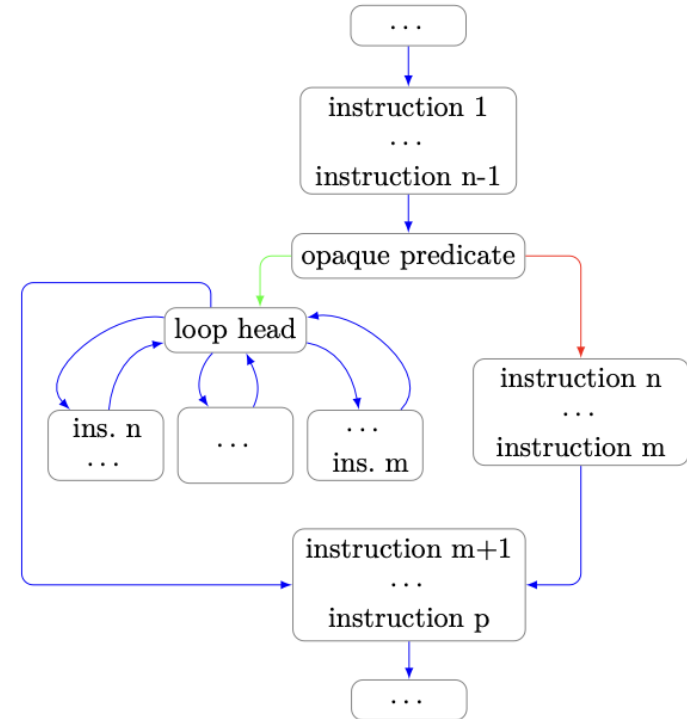 ...
instruction 1
...
instruction n-1
opaque predicate
loop head
ins. n
...
...
...
ins. m
instruction n
...
instruction m
instruction m+1
...
instruction p
...